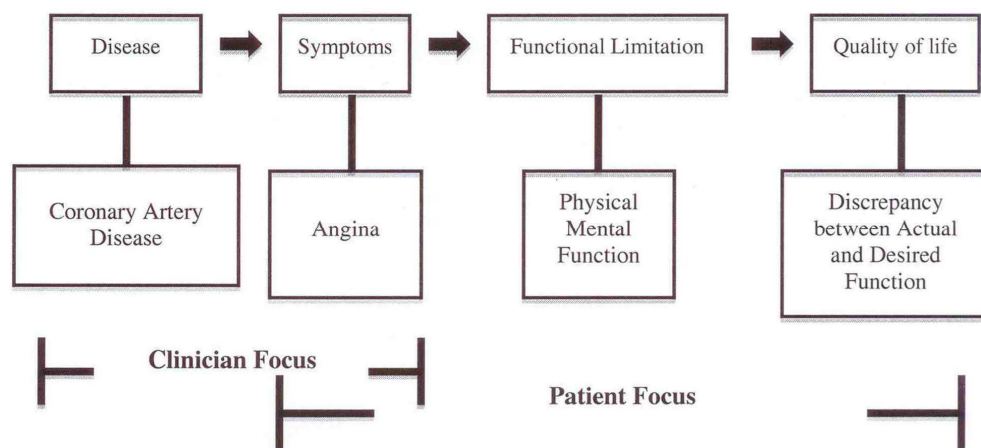 Disease
Symptoms
Functional Limitation
Quality of life
Coronary Artery
Disease
Angina
Physical
Mental
Function
Discrepancy
between Actual
and Desired
Function
Clinician Focus
Patient Focus